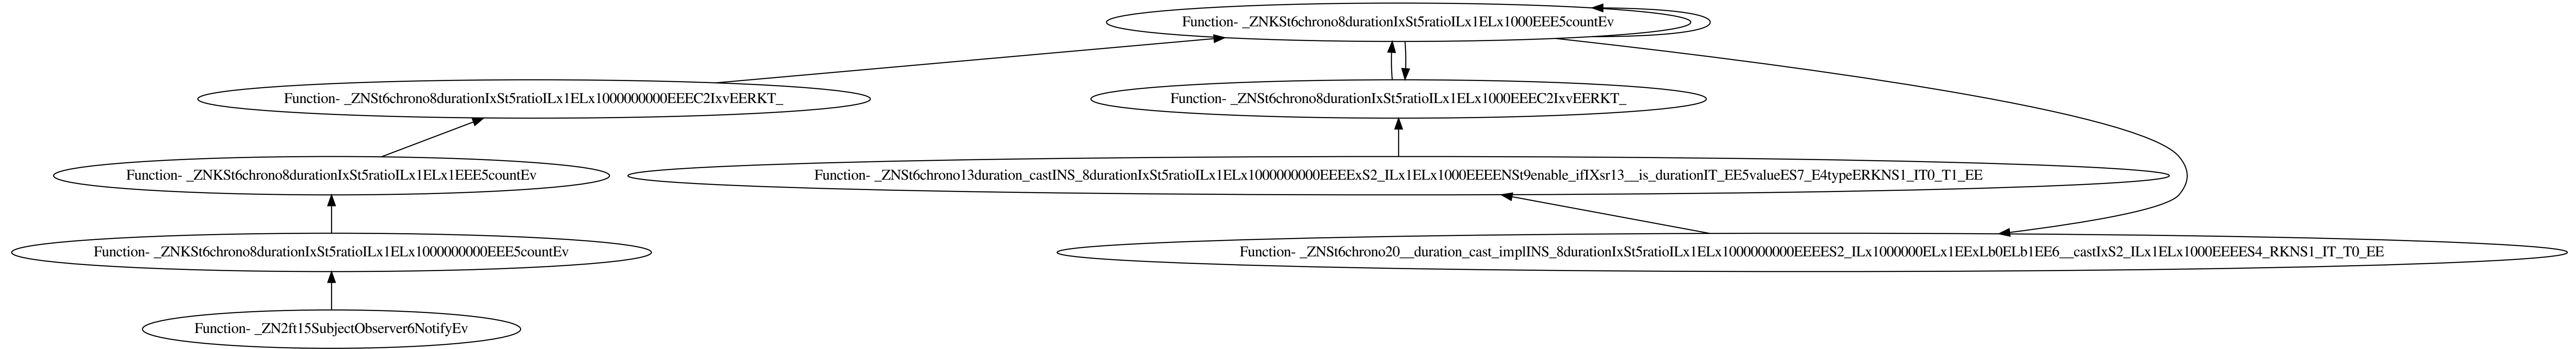 Function- _ZNKSt6chrono8durationIxSt5ratioILx1ELx1000EEE5countEv
Function- _ZNSt6chrono8durationIxSt5ratioILx1ELx1000000000EEEC2IxvEERKT_
Function- _ZNSt6chrono8durationIxSt5ratioILx1ELx1000EEEC2IxvEERKT_
Function- _ZNKSt6chrono8durationIxSt5ratioILx1ELx1EEE5countEv
Function- _ZNSt6chrono13duration_castINS_8durationIxSt5ratioILx1ELx1000000000EEEExS2_ILx1ELx1000EEEENSt9enable_ifIXsr13__is_durationIT_EE5valueES7_E4typeERKNS1_IT0_T1_EE
Function- _ZNKSt6chrono8durationIxSt5ratioILx1ELx1000000000EEE5countEv
Function- _ZNSt6chrono20__duration_cast_implINS_8durationIxSt5ratioILx1ELx1000000000EEEES2_ILx1000000ELx1EExLb0ELb1EE6__castIxS2_ILx1ELx1000EEEES4_RKNS1_IT_T0_EE
Function- _ZN2ft15SubjectObserver6NotifyEv